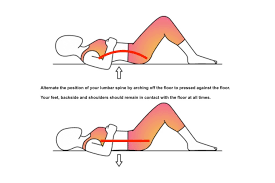 Alternate the position of your lumbar spine by arching off the floor to pressed against the floor.
Your feet, backside and shoulders should remain in contact with the floor at all times.